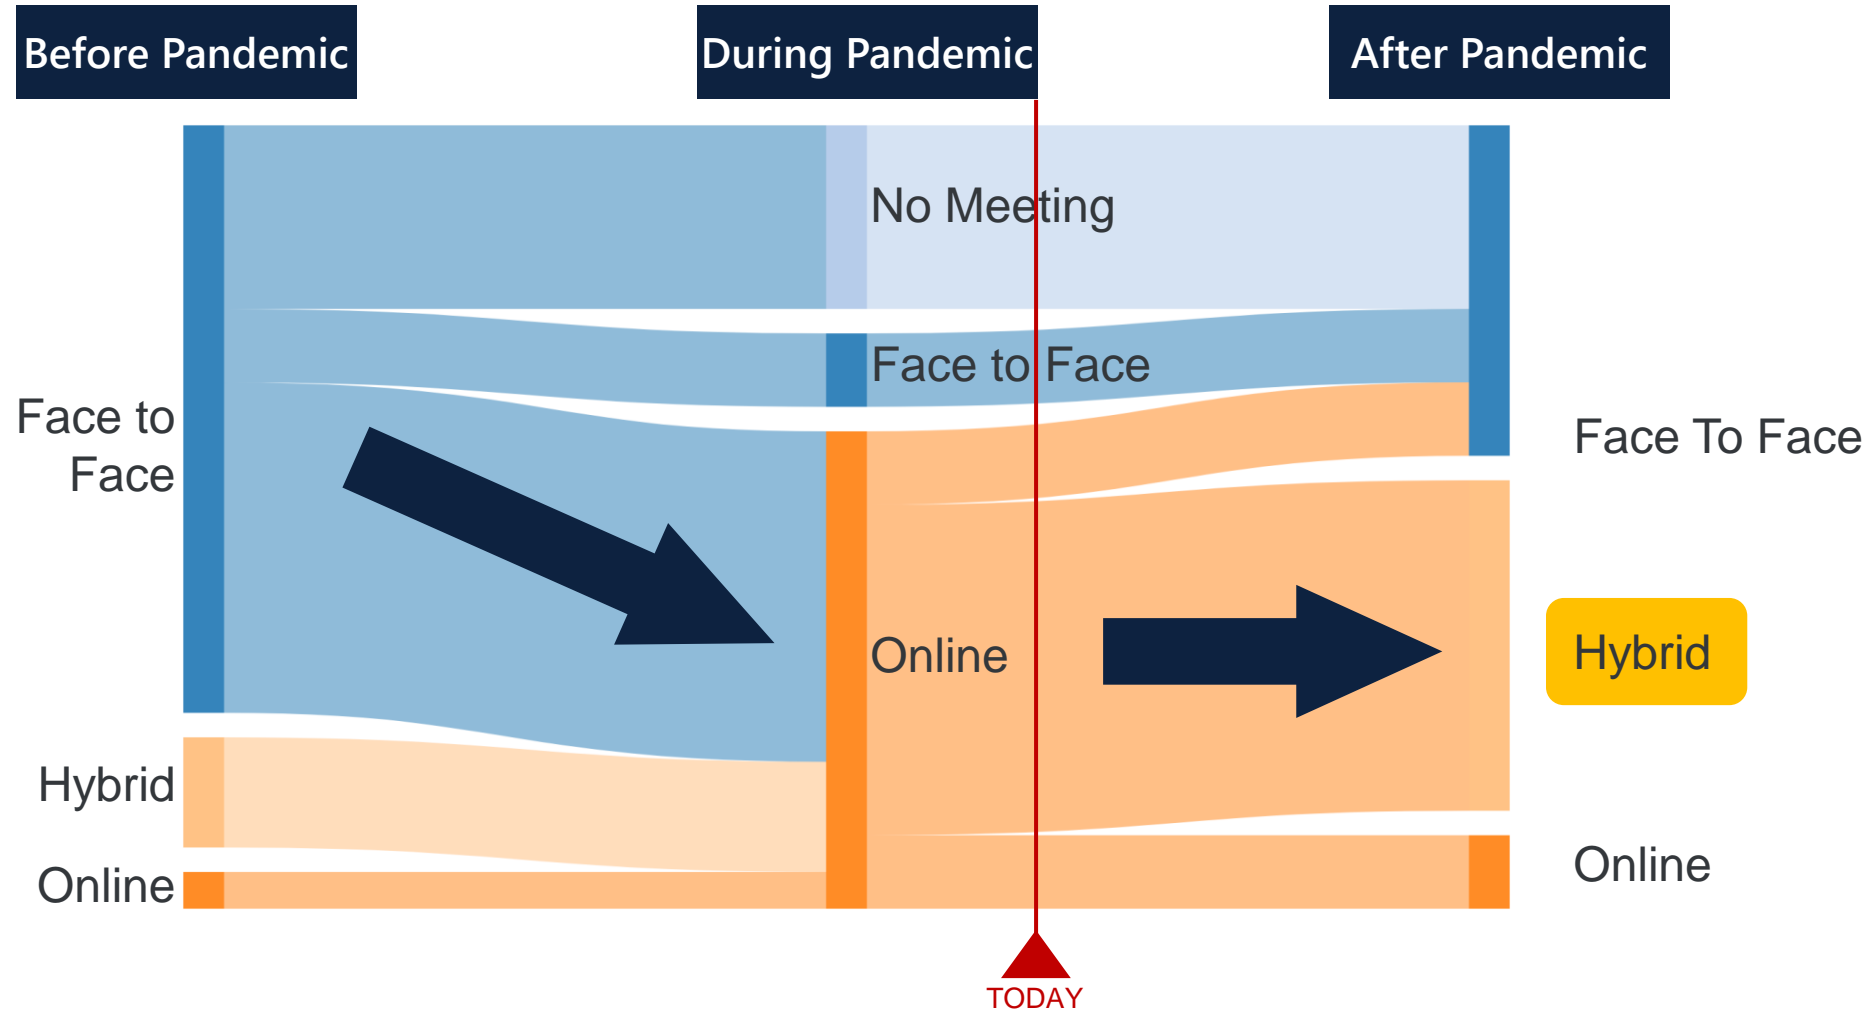 Before Pandemic
During Pandemic
After Pandemic
No Meeting
Face to Face
Face to
Face
Face To Face
Online
Hybrid
Hybrid
Online
Online
TODAY